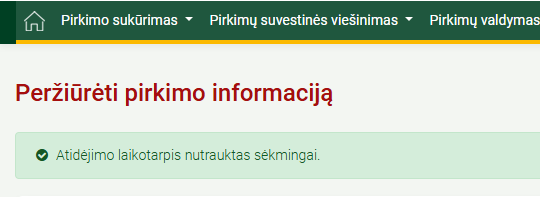 Pirkimo sukūrimas Pirkimų suvestinės viešinimas Pirkimų valdymas
Peržiūrėti pirkimo informaciją
Atidėjimo laikotarpis nutrauktas sėkmingai.